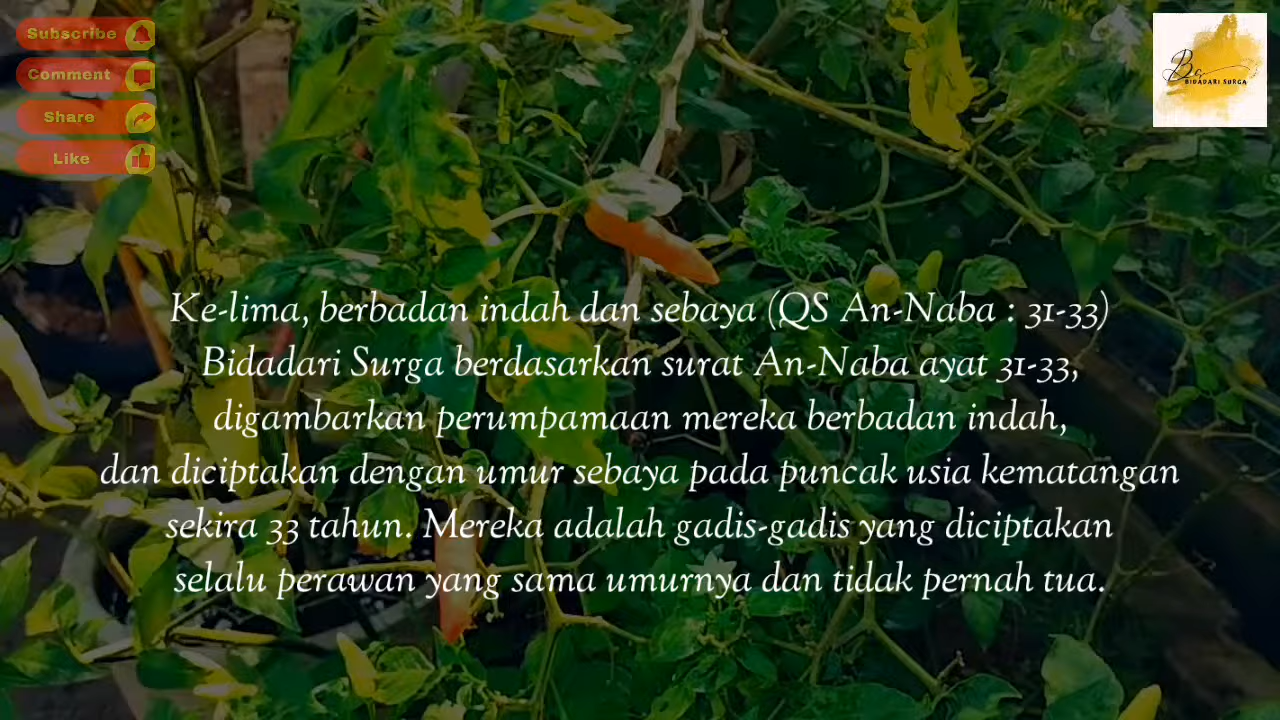 Subscribe
Comment
Share
Like
Bs
BIDADARI SURGA
Ke-lima, berbadan indah dan sebaya (QS An-Naba : 31-33)
Bidadari Surga berdasarkan surat An-Naba ayat 31-33,
digambarkan perumpamaan mereka berbadan indah,
dan diciptakan dengan umur sebaya pada puncak usia kematangan
sekira 33 tahun. Mereka adalah gadis-gadis yang diciptakan
selalu perawan yang sama umurnya dan tidak pernah tua.